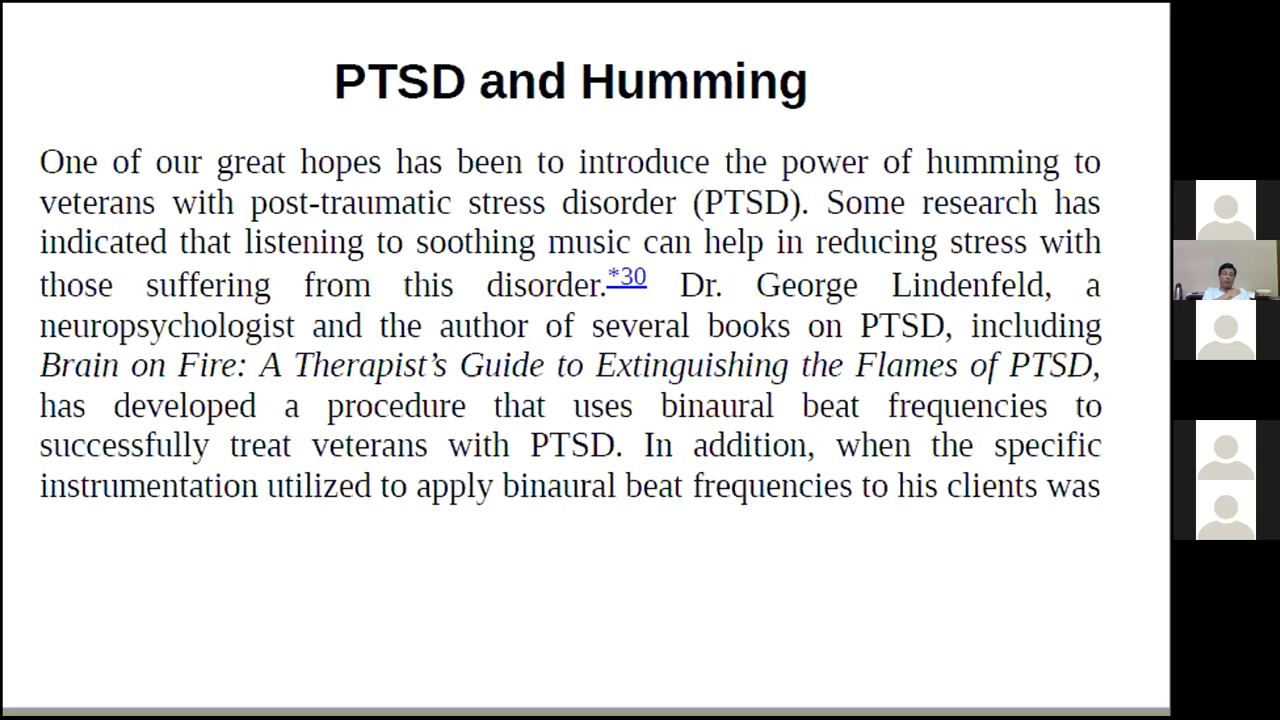 PTSD and Humming
One of our great hopes has been to introduce the power of humming to
veterans with post-traumatic stress disorder (PTSD). Some research has
indicated that listening to soothing music can help in reducing stress with
those suffering from this disorder.*30 Dr. George Lindenfeld, a
neuropsychologist and the author of several books on PTSD, including
Brain on Fire: A Therapist’s Guide to Extinguishing the Flames of PTSD,
has developed a procedure that uses binaural beat frequencies to
successfully treat veterans with PTSD. In addition, when the specific
instrumentation utilized to apply binaural beat frequencies to his clients was